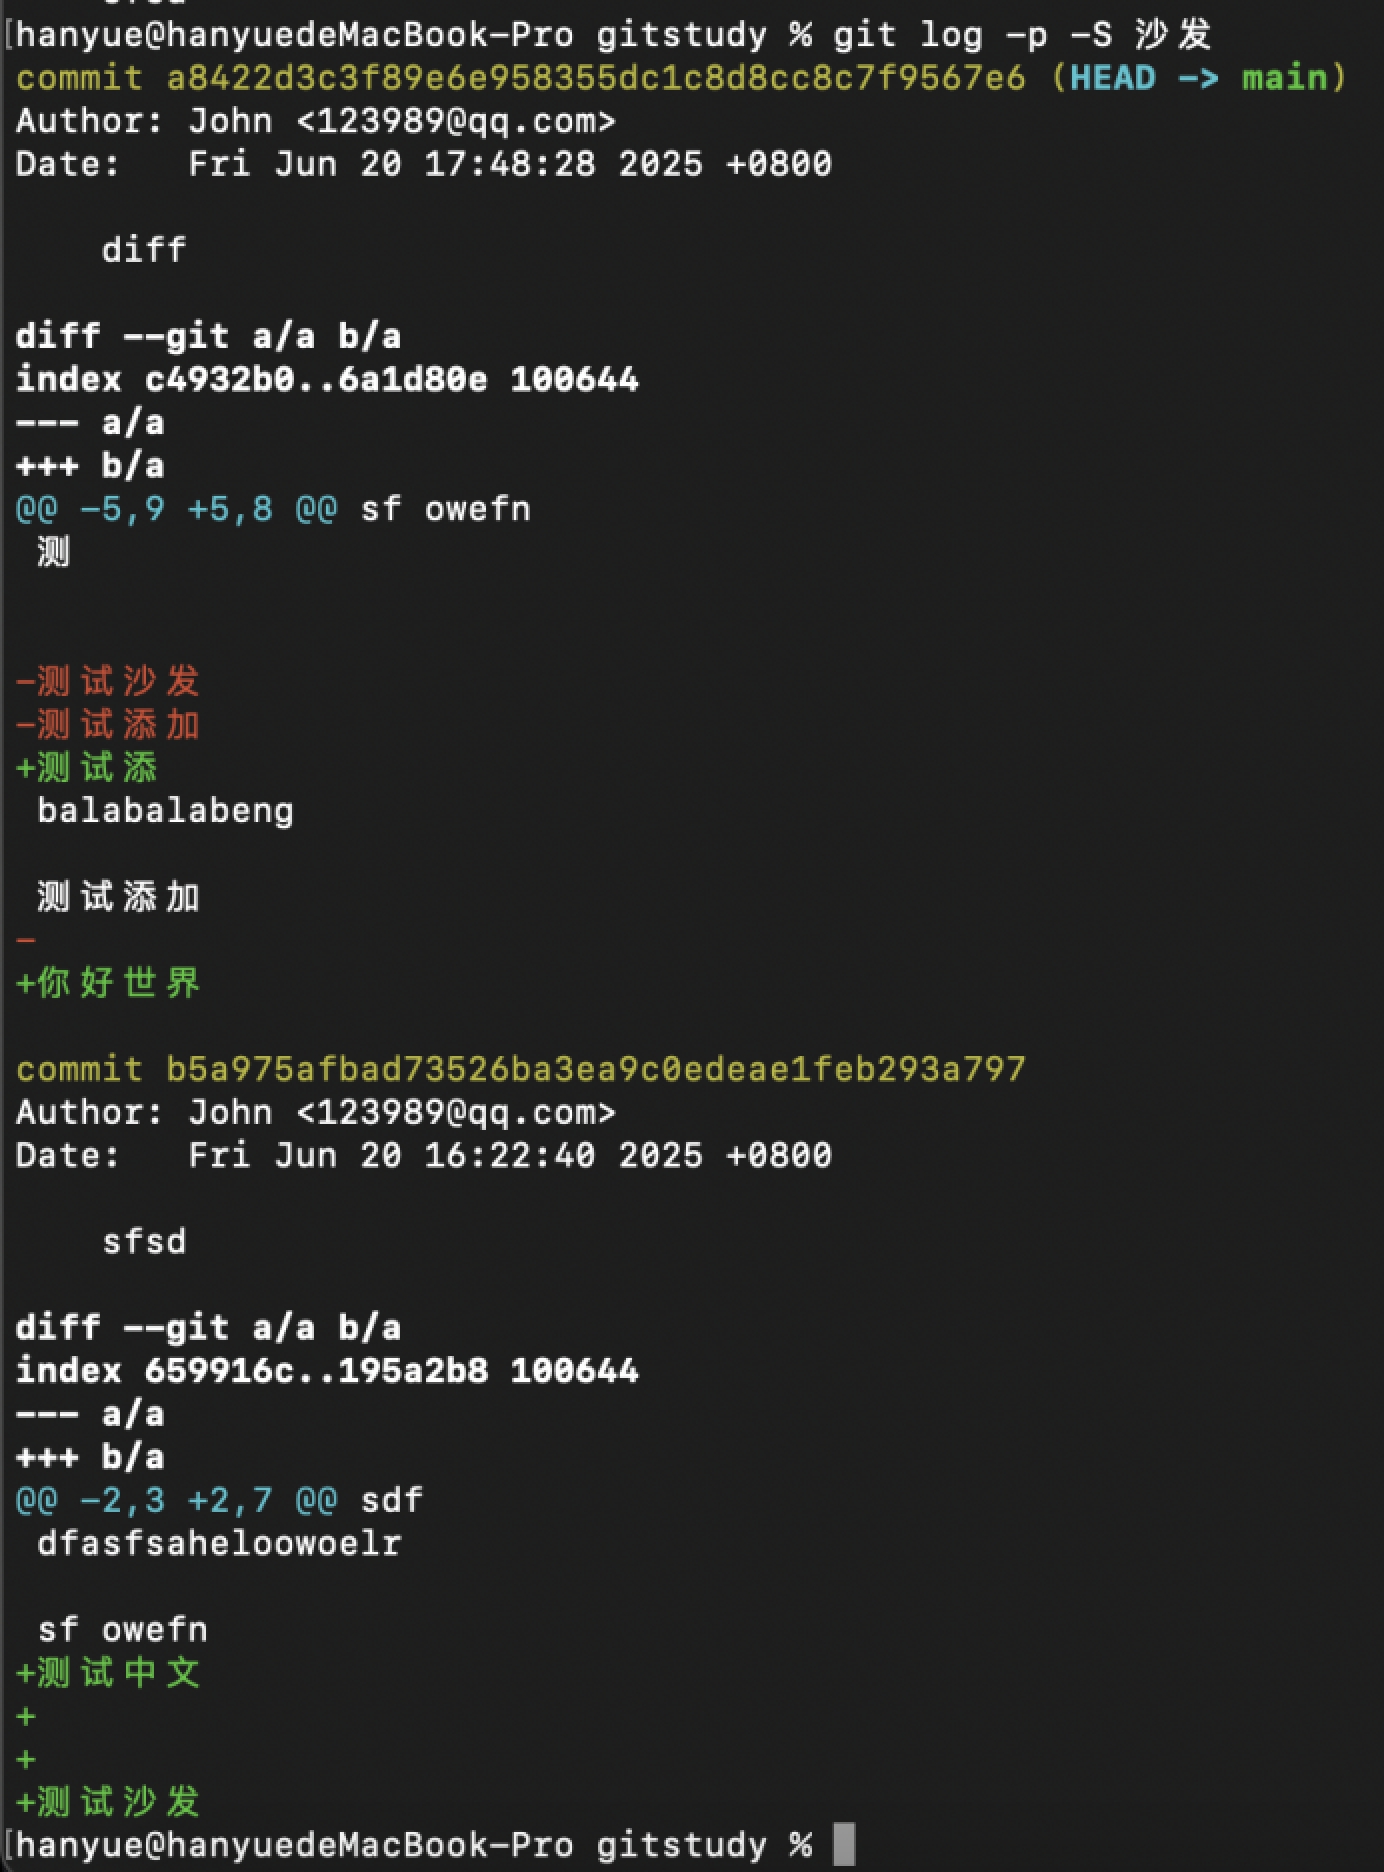 [hanyue@hanyuedeMacBook-Pro gitstudy % git log -p -S 沙发
commit a8422d3c3f89e6e958355dc1c8d8cc8c7f9567e6 (HEAD -> main)
Author: John <123989@qq.com>
Date:   Fri Jun 20 17:48:28 2025 +0800

    diff

diff --git a/a b/a
index c4932b0..6a1d80e 100644
--- a/a
+++ b/a
@@ -5,9 +5,8 @@ sf owefn
 测


-测试沙发
-测试添加
+测试添
 balabalabeng

 测试添加
-
+你好世界

commit b5a975afbad73526ba3ea9c0edeae1feb293a797
Author: John <123989@qq.com>
Date:   Fri Jun 20 16:22:40 2025 +0800

    sfsd

diff --git a/a b/a
index 659916c..195a2b8 100644
--- a/a
+++ b/a
@@ -2,3 +2,7 @@ sdf
 dfasfsaheloowoelr

 sf owefn
+测试中文
+
+
+测试沙发
[hanyue@hanyuedeMacBook-Pro gitstudy %